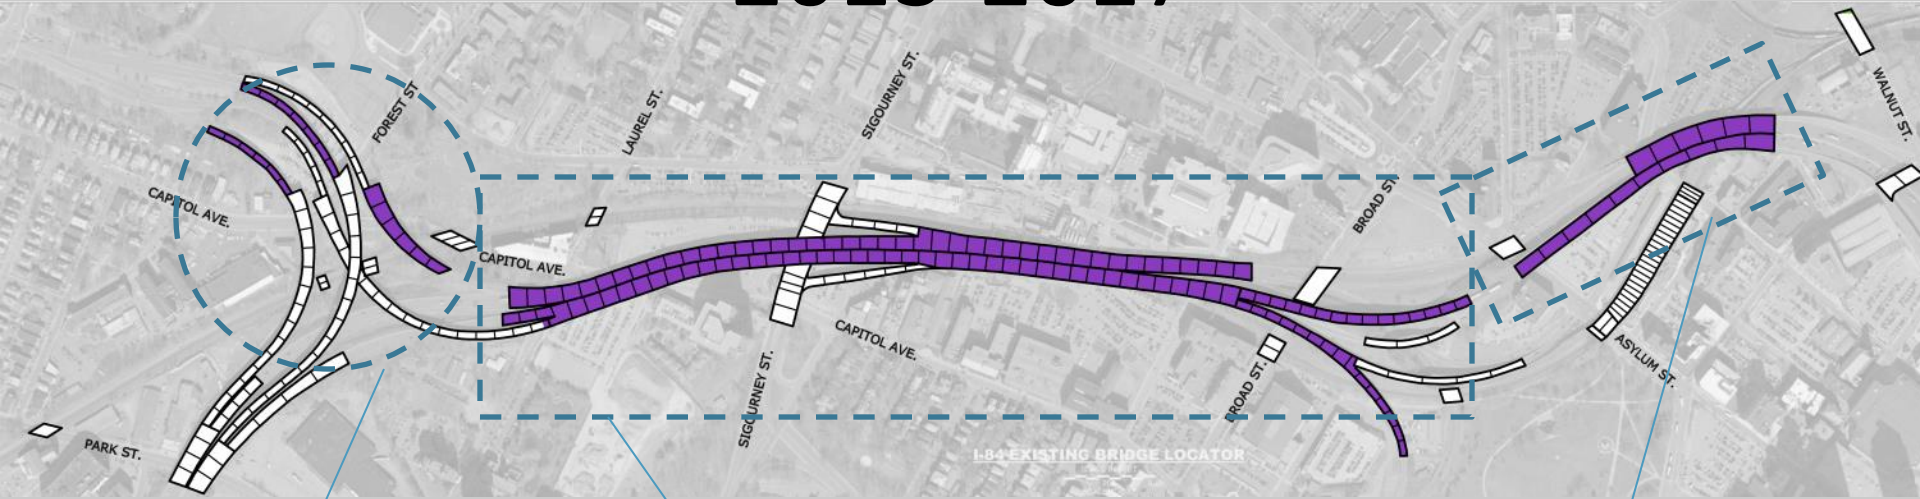 FOREST ST
LAUREL ST.
SIGOURNEY ST.
WALNUT ST.
CAPITOL AVE.
BROAD ST.
CAPITOL AVE.
CAPITOL AVE.
ASYLUM ST.
SIGOURNEY ST.
BROAD ST.
PARK ST.
I-84 EXISTING BRIDGE LOCATOR